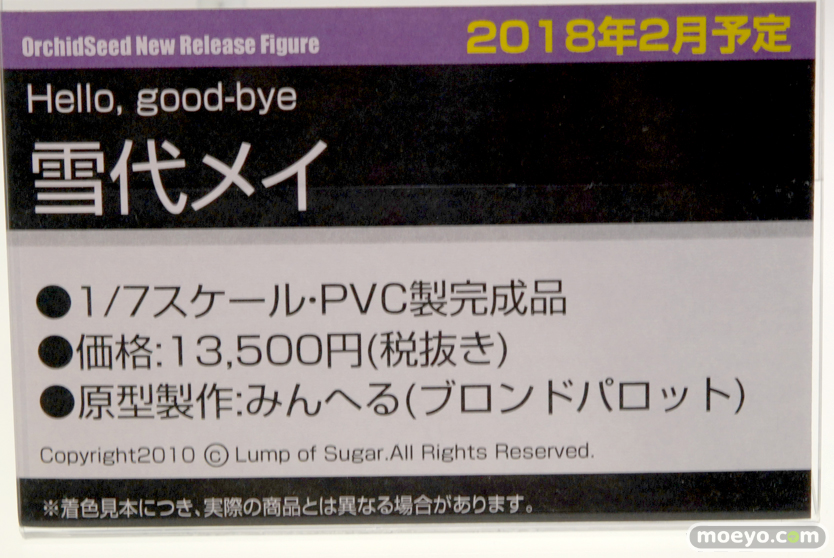 OrchidSeed New Release Figure
2018年2月予定
Hello, good-bye
雪代メイ
●1/7スケール・PVC製完成品
●価格:13,500円(税抜き)
●原型製作:みんへる(ブロンドパロット)
Copyright2010 © Lump of Sugar.All Rights Reserved.
※着色見本につき、実際の商品とは異なる場合があります。
moeyo.com